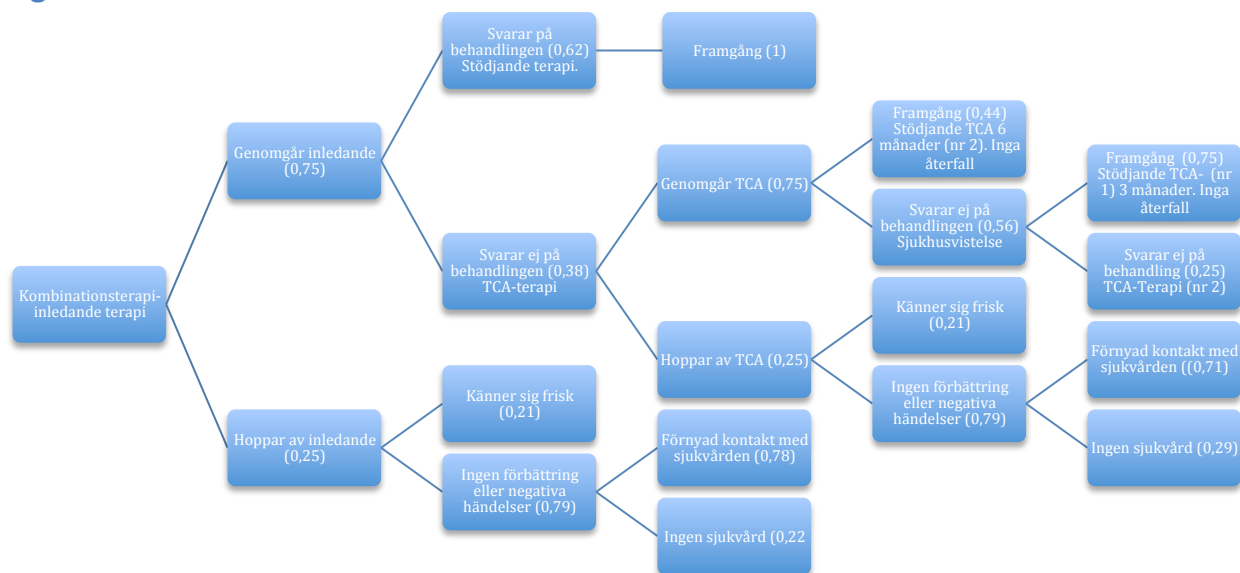 Svarar på
behandlingen (0,62)
Stödjande terapi.
Framgång (1)
Genomgår inledande
(0,75)
Framgång (0,44)
Stödjande TCA 6
månader (nr 2). Inga
återfall
Genomgår TCA (0,75)
Framgång  (0,75)
Stödjande TCA- (nr
1) 3 månader. Inga
återfall
Svarar ej på
behandlingen (0,56)
Sjukhusvistelse
Svarar ej på
behandlingen (0,38)
TCA-terapi
Svarar ej på
behandling (0,25)
TCA-Terapi (nr 2)
Kombinationsterapi-
inledande terapi
Känner sig frisk
(0,21)
Hoppar av TCA (0,25)
Förnyad kontakt med
sjukvården ((0,71)
Ingen förbättring
eller negativa
händelser (0,79)
Ingen sjukvård (0,29)
Känner sig frisk
(0,21)
Hoppar av inledande
(0,25)
Förnyad kontakt med
sjukvården (0,78)
Ingen förbättring
eller negativa
händelser (0,79)
Ingen sjukvård (0,22